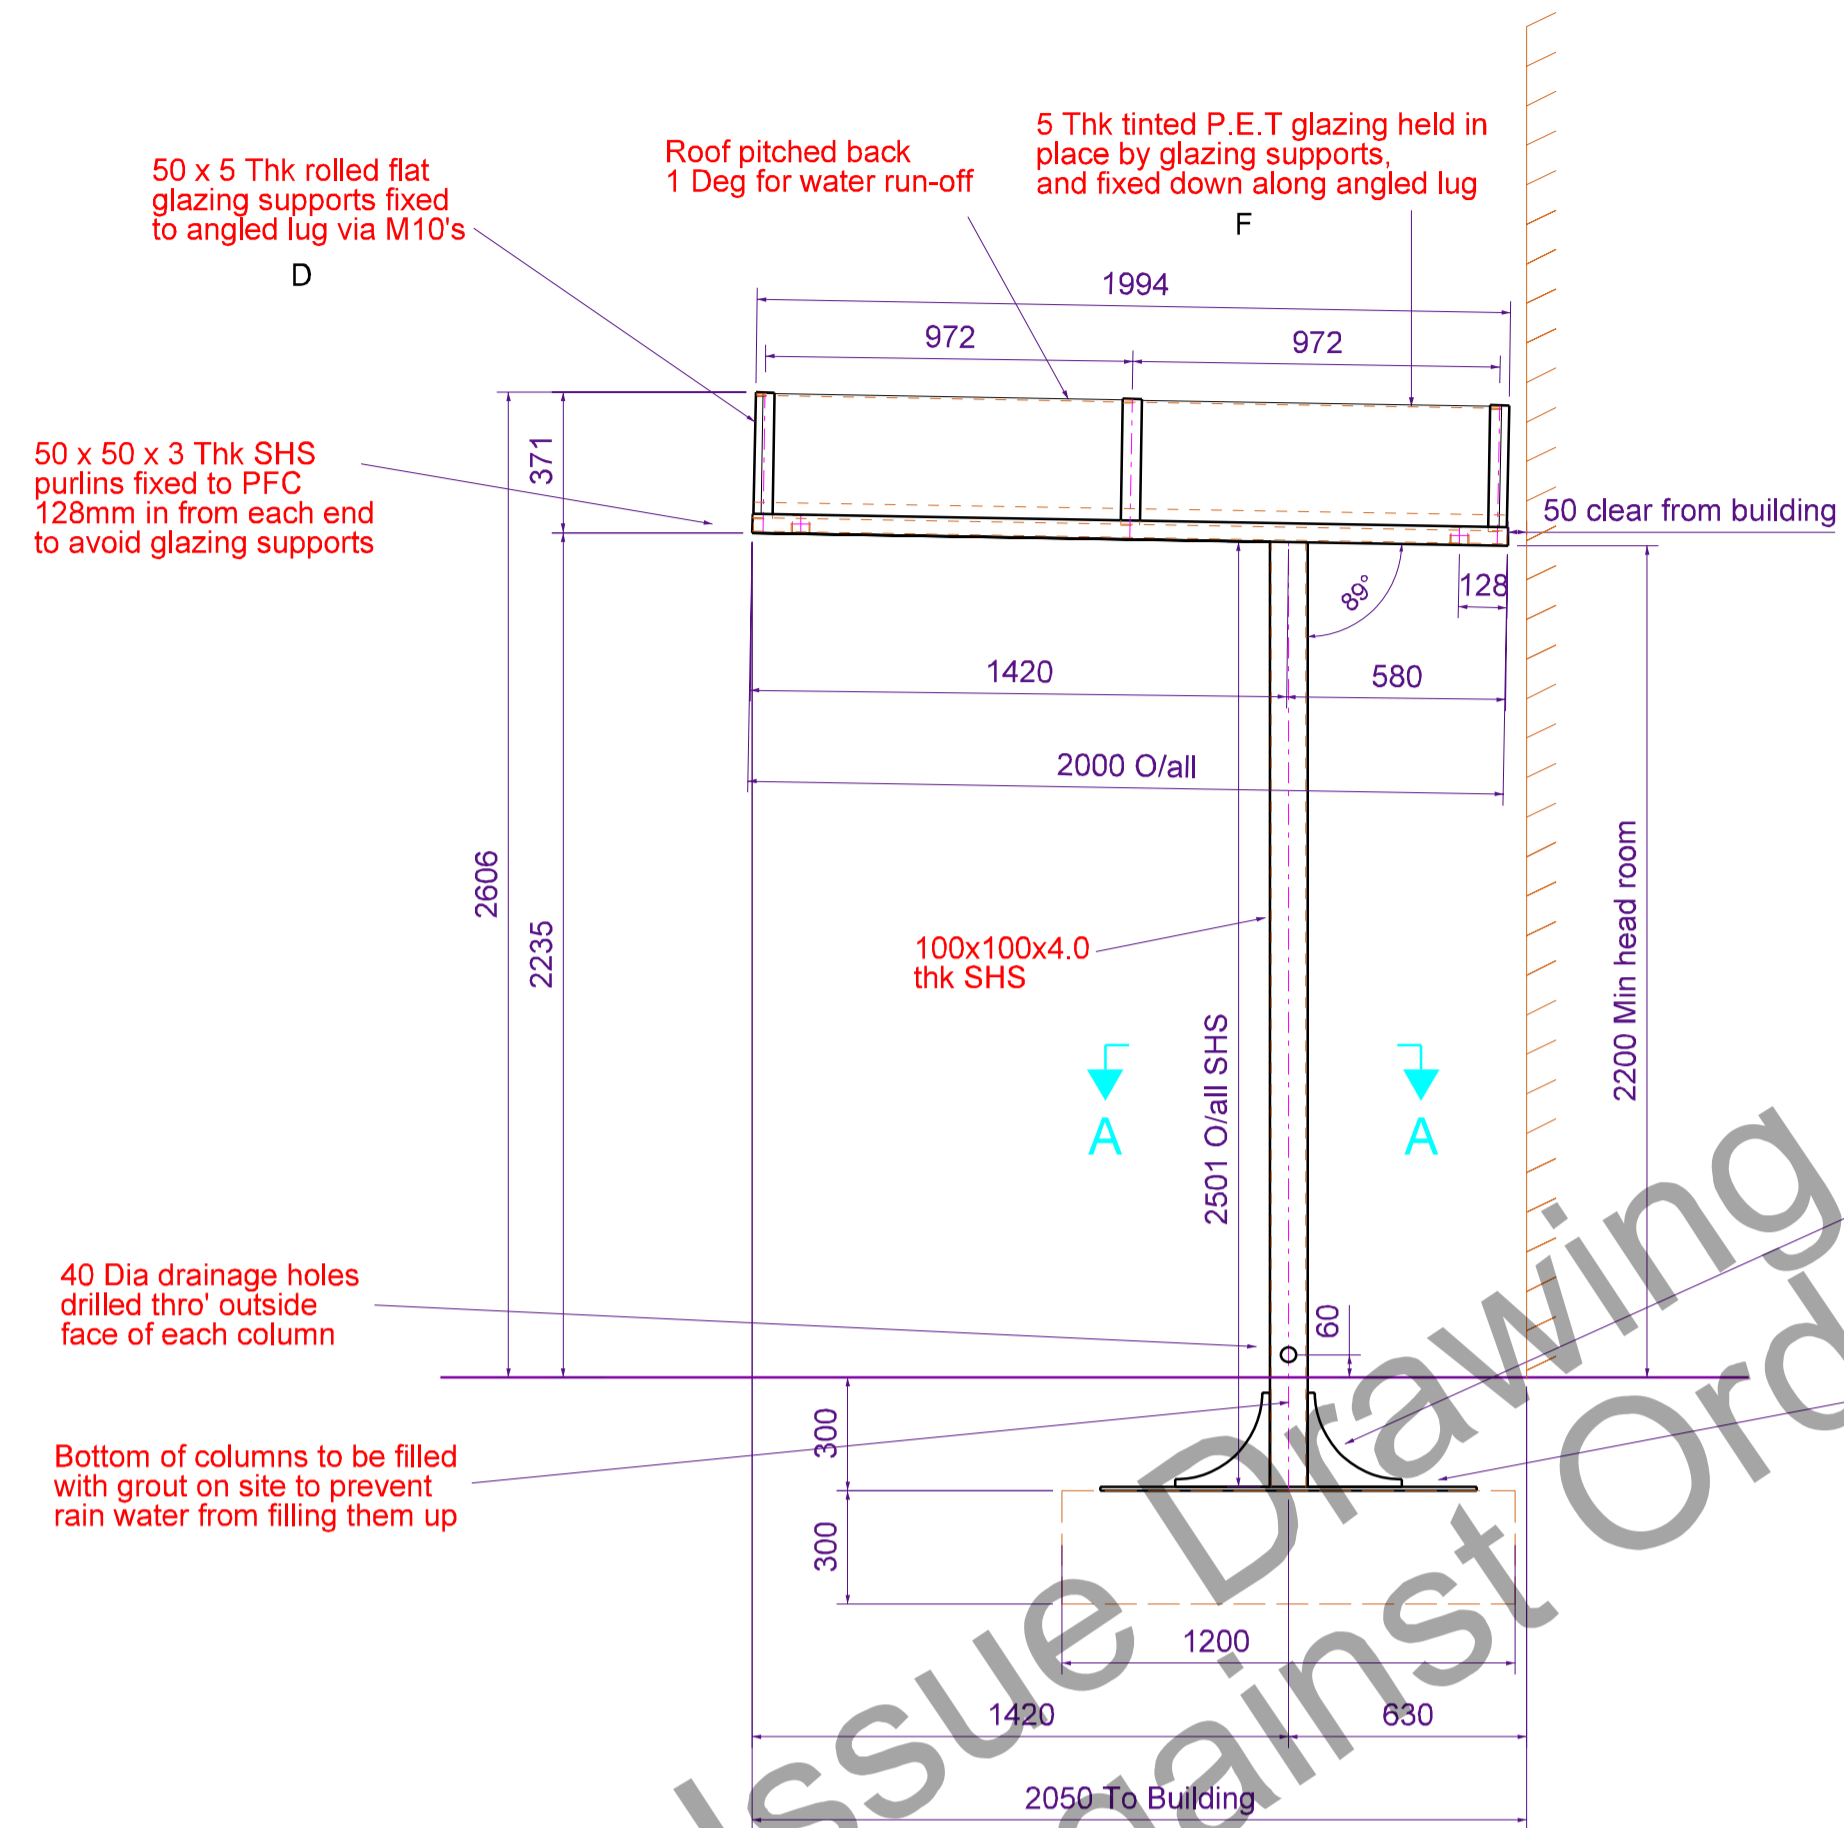 5 Thk tinted P.E.T glazing held in
place by glazing supports,
and fixed down along angled lug
F
Roof pitched back
1 Deg for water run-off
50 x 5 Thk rolled flat
glazing supports fixed
to angled lug via M10's
D
1994
972
972
371
50 x 50 x 3 Thk SHS
purlins fixed to PFC
128mm in from each end
to avoid glazing supports
50 clear from building
128
89°
1420
580
2000 O/all
2606
2235
100x100x4.0
thk SHS
2200 Min head room
2501 O/all SHS
A
A
40 Dia drainage holes
drilled thro' outside
face of each column
60
300
Bottom of columns to be filled
with grout on site to prevent
rain water from filling them up
300
1200
1420
630
2050 To Building
Issue Drawing